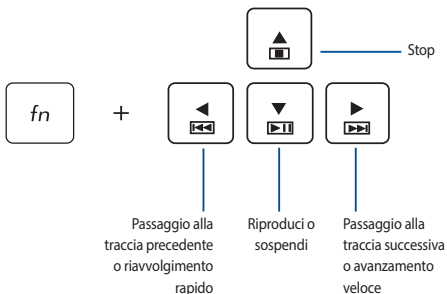 Stop
fn
+
Passaggio alla
traccia precedente
o riavvolgimento
rapido
Riproduci o
sospendi
Passaggio alla
traccia successiva
o avanzamento
veloce